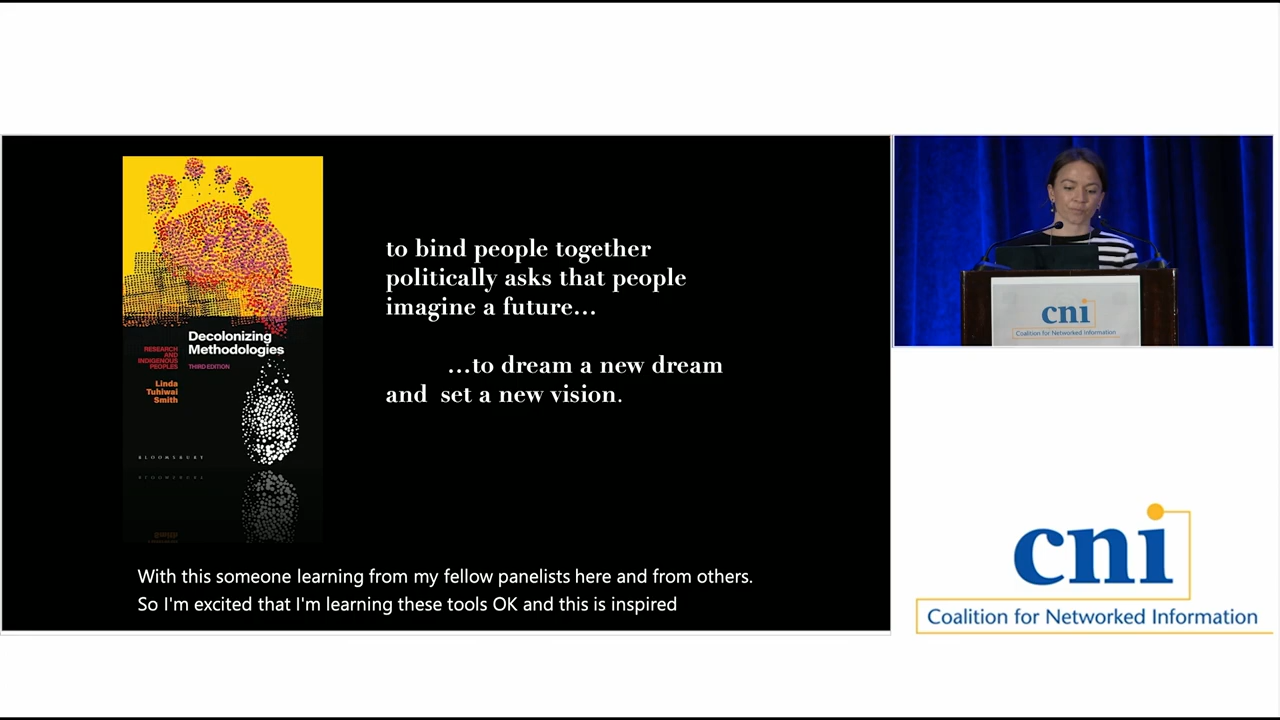 Decolonizing
Methodologies
RESEARCH
AND
INDIGENOUS
PEOPLES
THIRD EDITION
Linda
Tuhiwai
Smith
BLOOMSBURY
to bind people together
politically asks that people
imagine a future...
...to dream a new dream
and set a new vision.
With this someone learning from my fellow panelists here and from others.
So I'm excited that I'm learning these tools OK and this is inspired
cni
Coalition for Networked Information
cni
Coalition for Networked Information